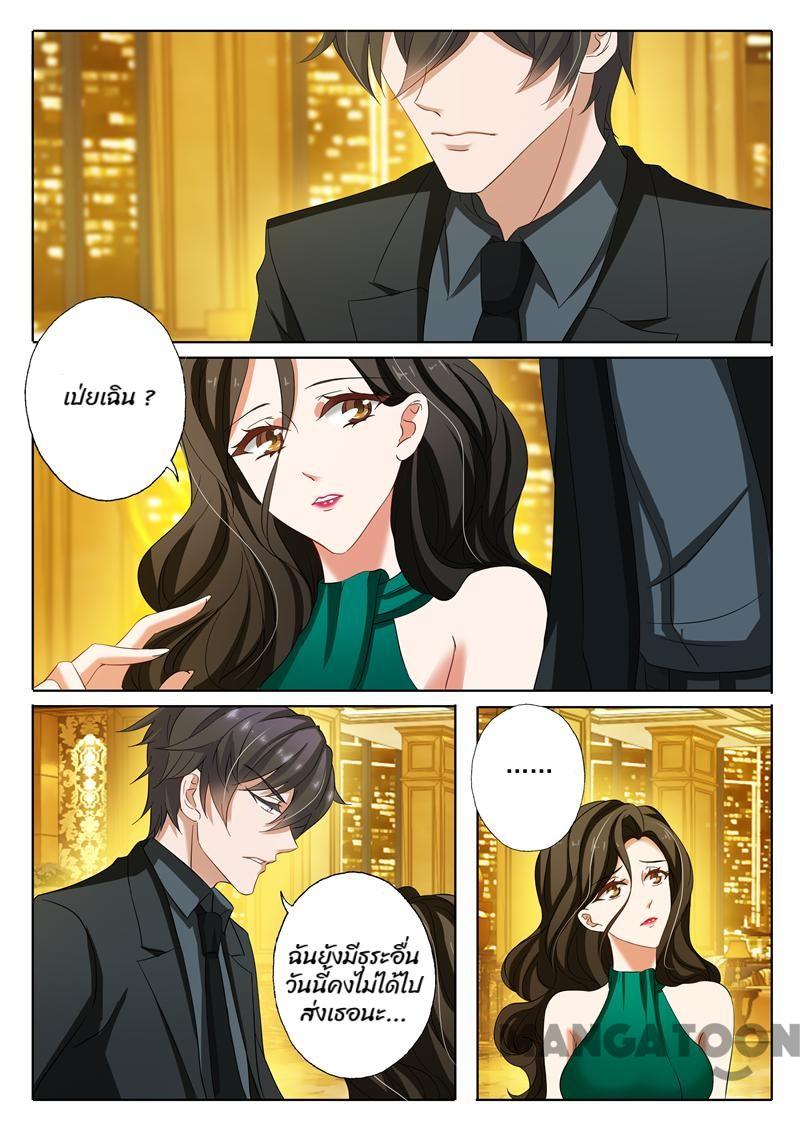 เป่ยเฉิน ?
ฉันยังมีธุระอื่น
วันนี้คงไม่ได้ไป
ส่งเธอนะ...
......
MANGATOON